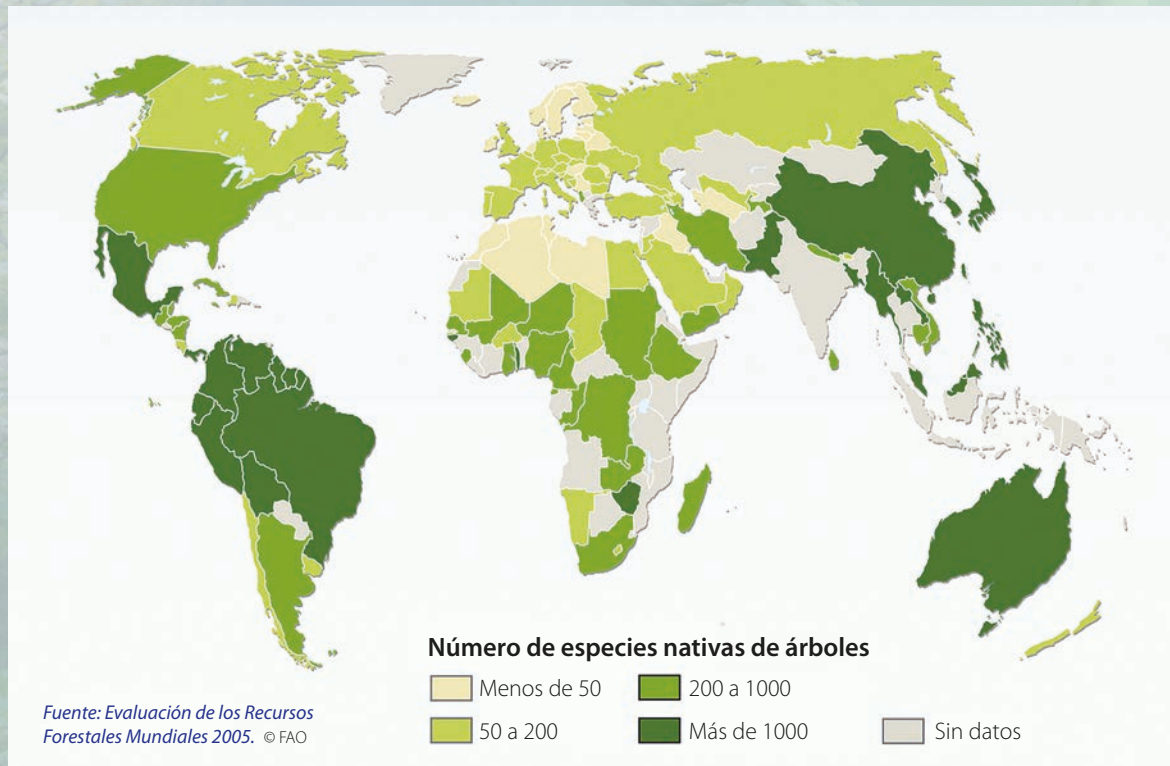 Número de especies nativas de árboles
Menos de 50
200 a 1000
50 a 200
Más de 1000
Sin datos
Fuente: Evaluación de los Recursos
Forestales Mundiales 2005. © FAO